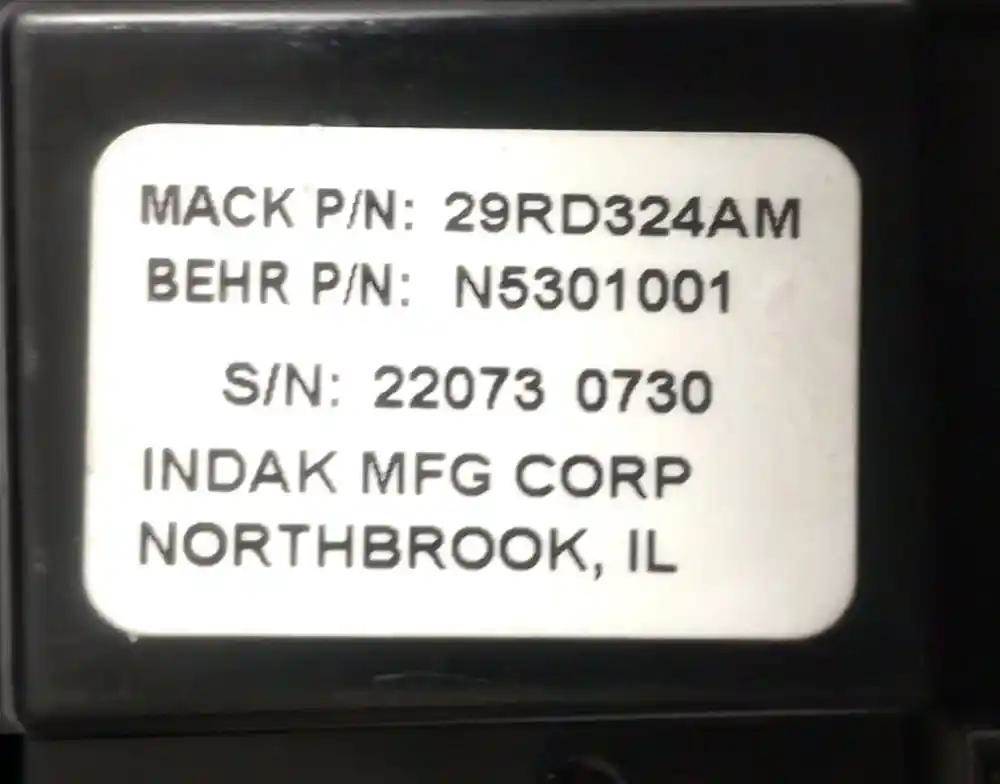 MACK P/N: 29RD324AM
BEHR P/N: N5301001
S/N: 22073 0730
INDAK MFG CORP
NORTHBROOK, IL